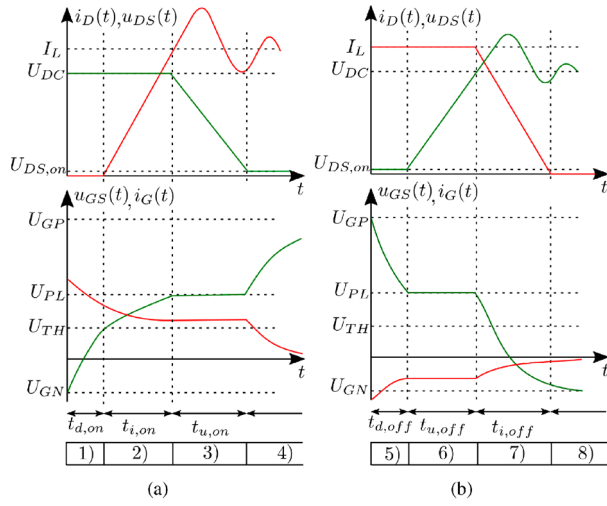 i_D(t),u_DS(t)
I_L
U_DC
U_DS,on
t
u_GS(t),i_G(t)
U_GP
U_PL
U_TH
U_GN
t
t_d,on
t_i,on
t_u,on
1)
2)
3)
4)
(a)
i_D(t),u_DS(t)
I_L
U_DC
U_DS,on
t
u_GS(t),i_G(t)
U_GP
U_PL
U_TH
U_GN
t
t_d,off
t_u,off
t_i,off
5)
6)
7)
8)
(b)